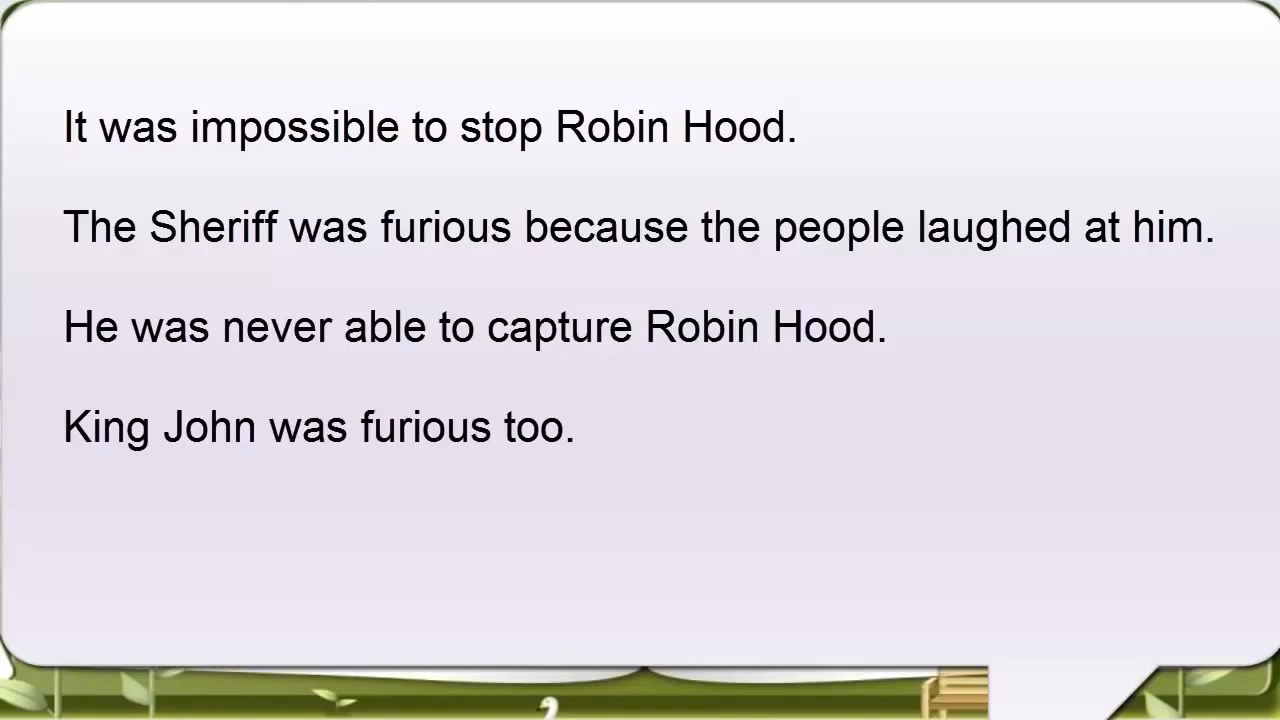 It was impossible to stop Robin Hood.
The Sheriff was furious because the people laughed at him.
He was never able to capture Robin Hood.
King John was furious too.